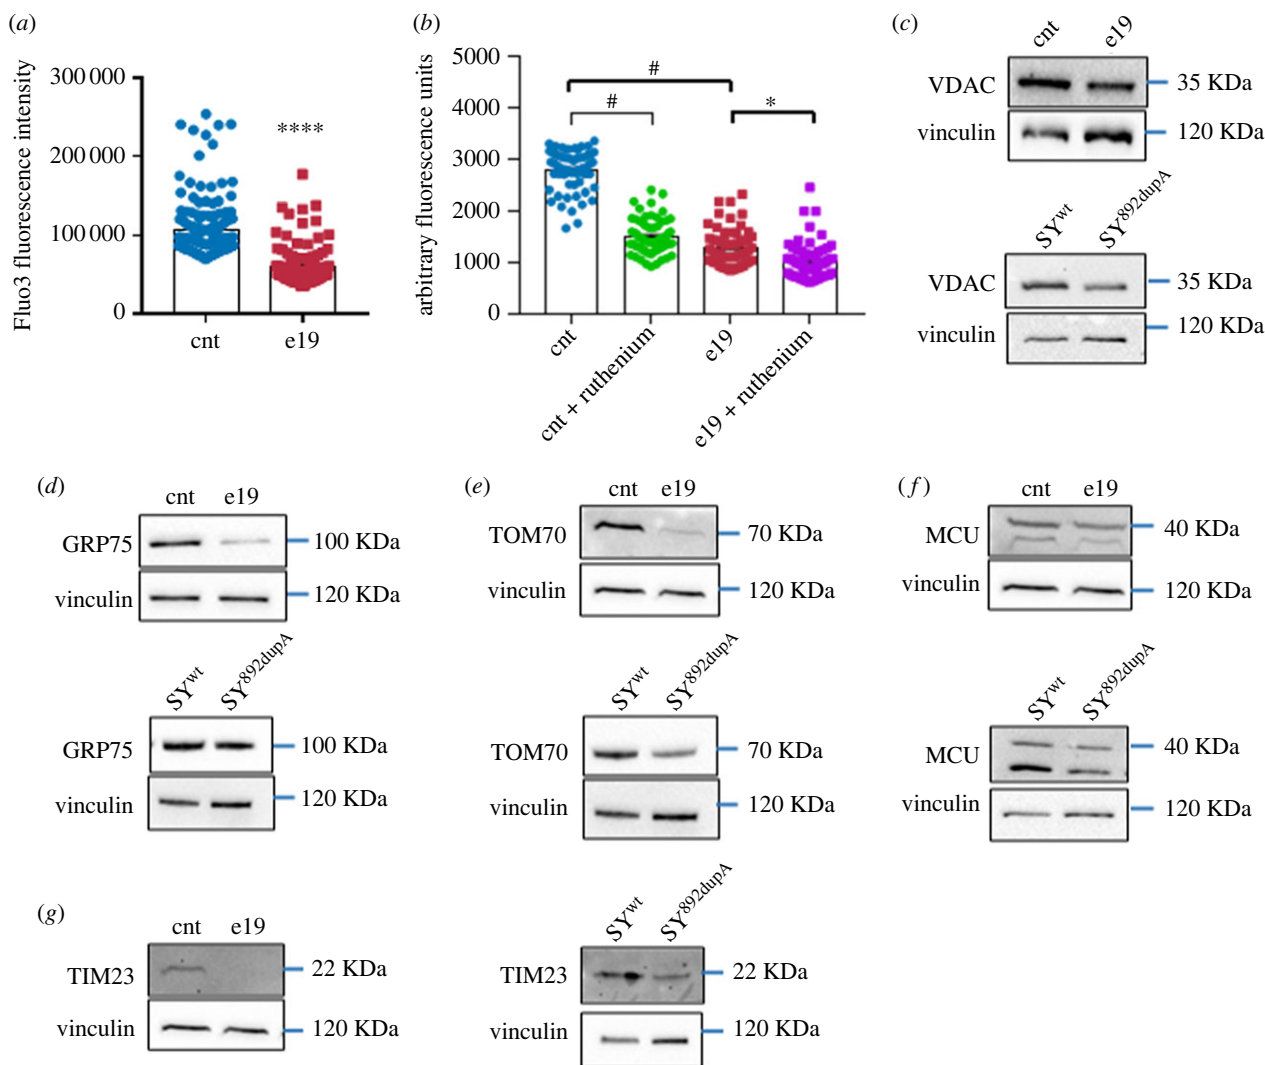 (a)
Fluo3 fluorescence intensity
300 000
200 000
100 000
0
****
cnt
e19
(b)
arbitrary fluorescence units
5000
4000
3000
2000
1000
0
#
#
*
cnt
cnt + ruthenium
e19
e19 + ruthenium
(c)
cnt e19
VDAC 35 KDa
vinculin 120 KDa
SYwt SY892dupA
VDAC 35 KDa
vinculin 120 KDa
(d)
cnt e19
GRP75 100 KDa
vinculin 120 KDa
SYwt SY892dupA
GRP75 100 KDa
vinculin 120 KDa
(e)
cnt e19
TOM70 70 KDa
vinculin 120 KDa
SYwt SY892dupA
TOM70 70 KDa
vinculin 120 KDa
(f)
cnt e19
MCU 40 KDa
vinculin 120 KDa
SYwt SY892dupA
MCU 40 KDa
vinculin 120 KDa
(g)
cnt e19
TIM23 22 KDa
vinculin 120 KDa
SYwt SY892dupA
TIM23 22 KDa
vinculin 120 KDa